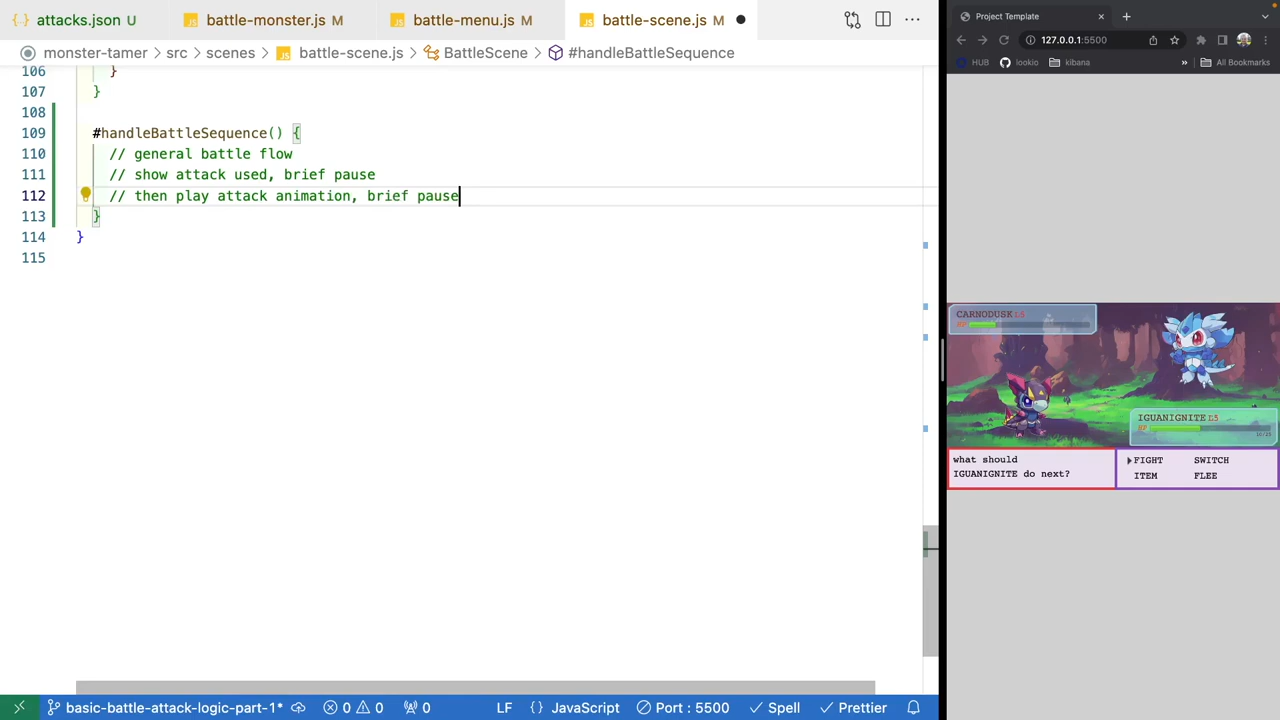 attacks.json U
battle-monster.js M
battle-menu.js M
battle-scene.js M
monster-tamer > src > scenes > battle-scene.js > BattleScene > #handleBattleSequence
106 }
107 }
108
109 #handleBattleSequence() {
110 // general battle flow
111 // show attack used, brief pause
112 // then play attack animation, brief pause
113 }
114 }
115
basic-battle-attack-logic-part-1* 0 0 0 LF {} JavaScript Port : 5500 Spell Prettier
Project Template
127.0.0.1:5500
HUB lookio kibana » All Bookmarks
CARNODUSK L5
HP
IGUANIGNITE L5
HP
what should
IGUANIGNITE do next?
FIGHT SWITCH
ITEM FLEE